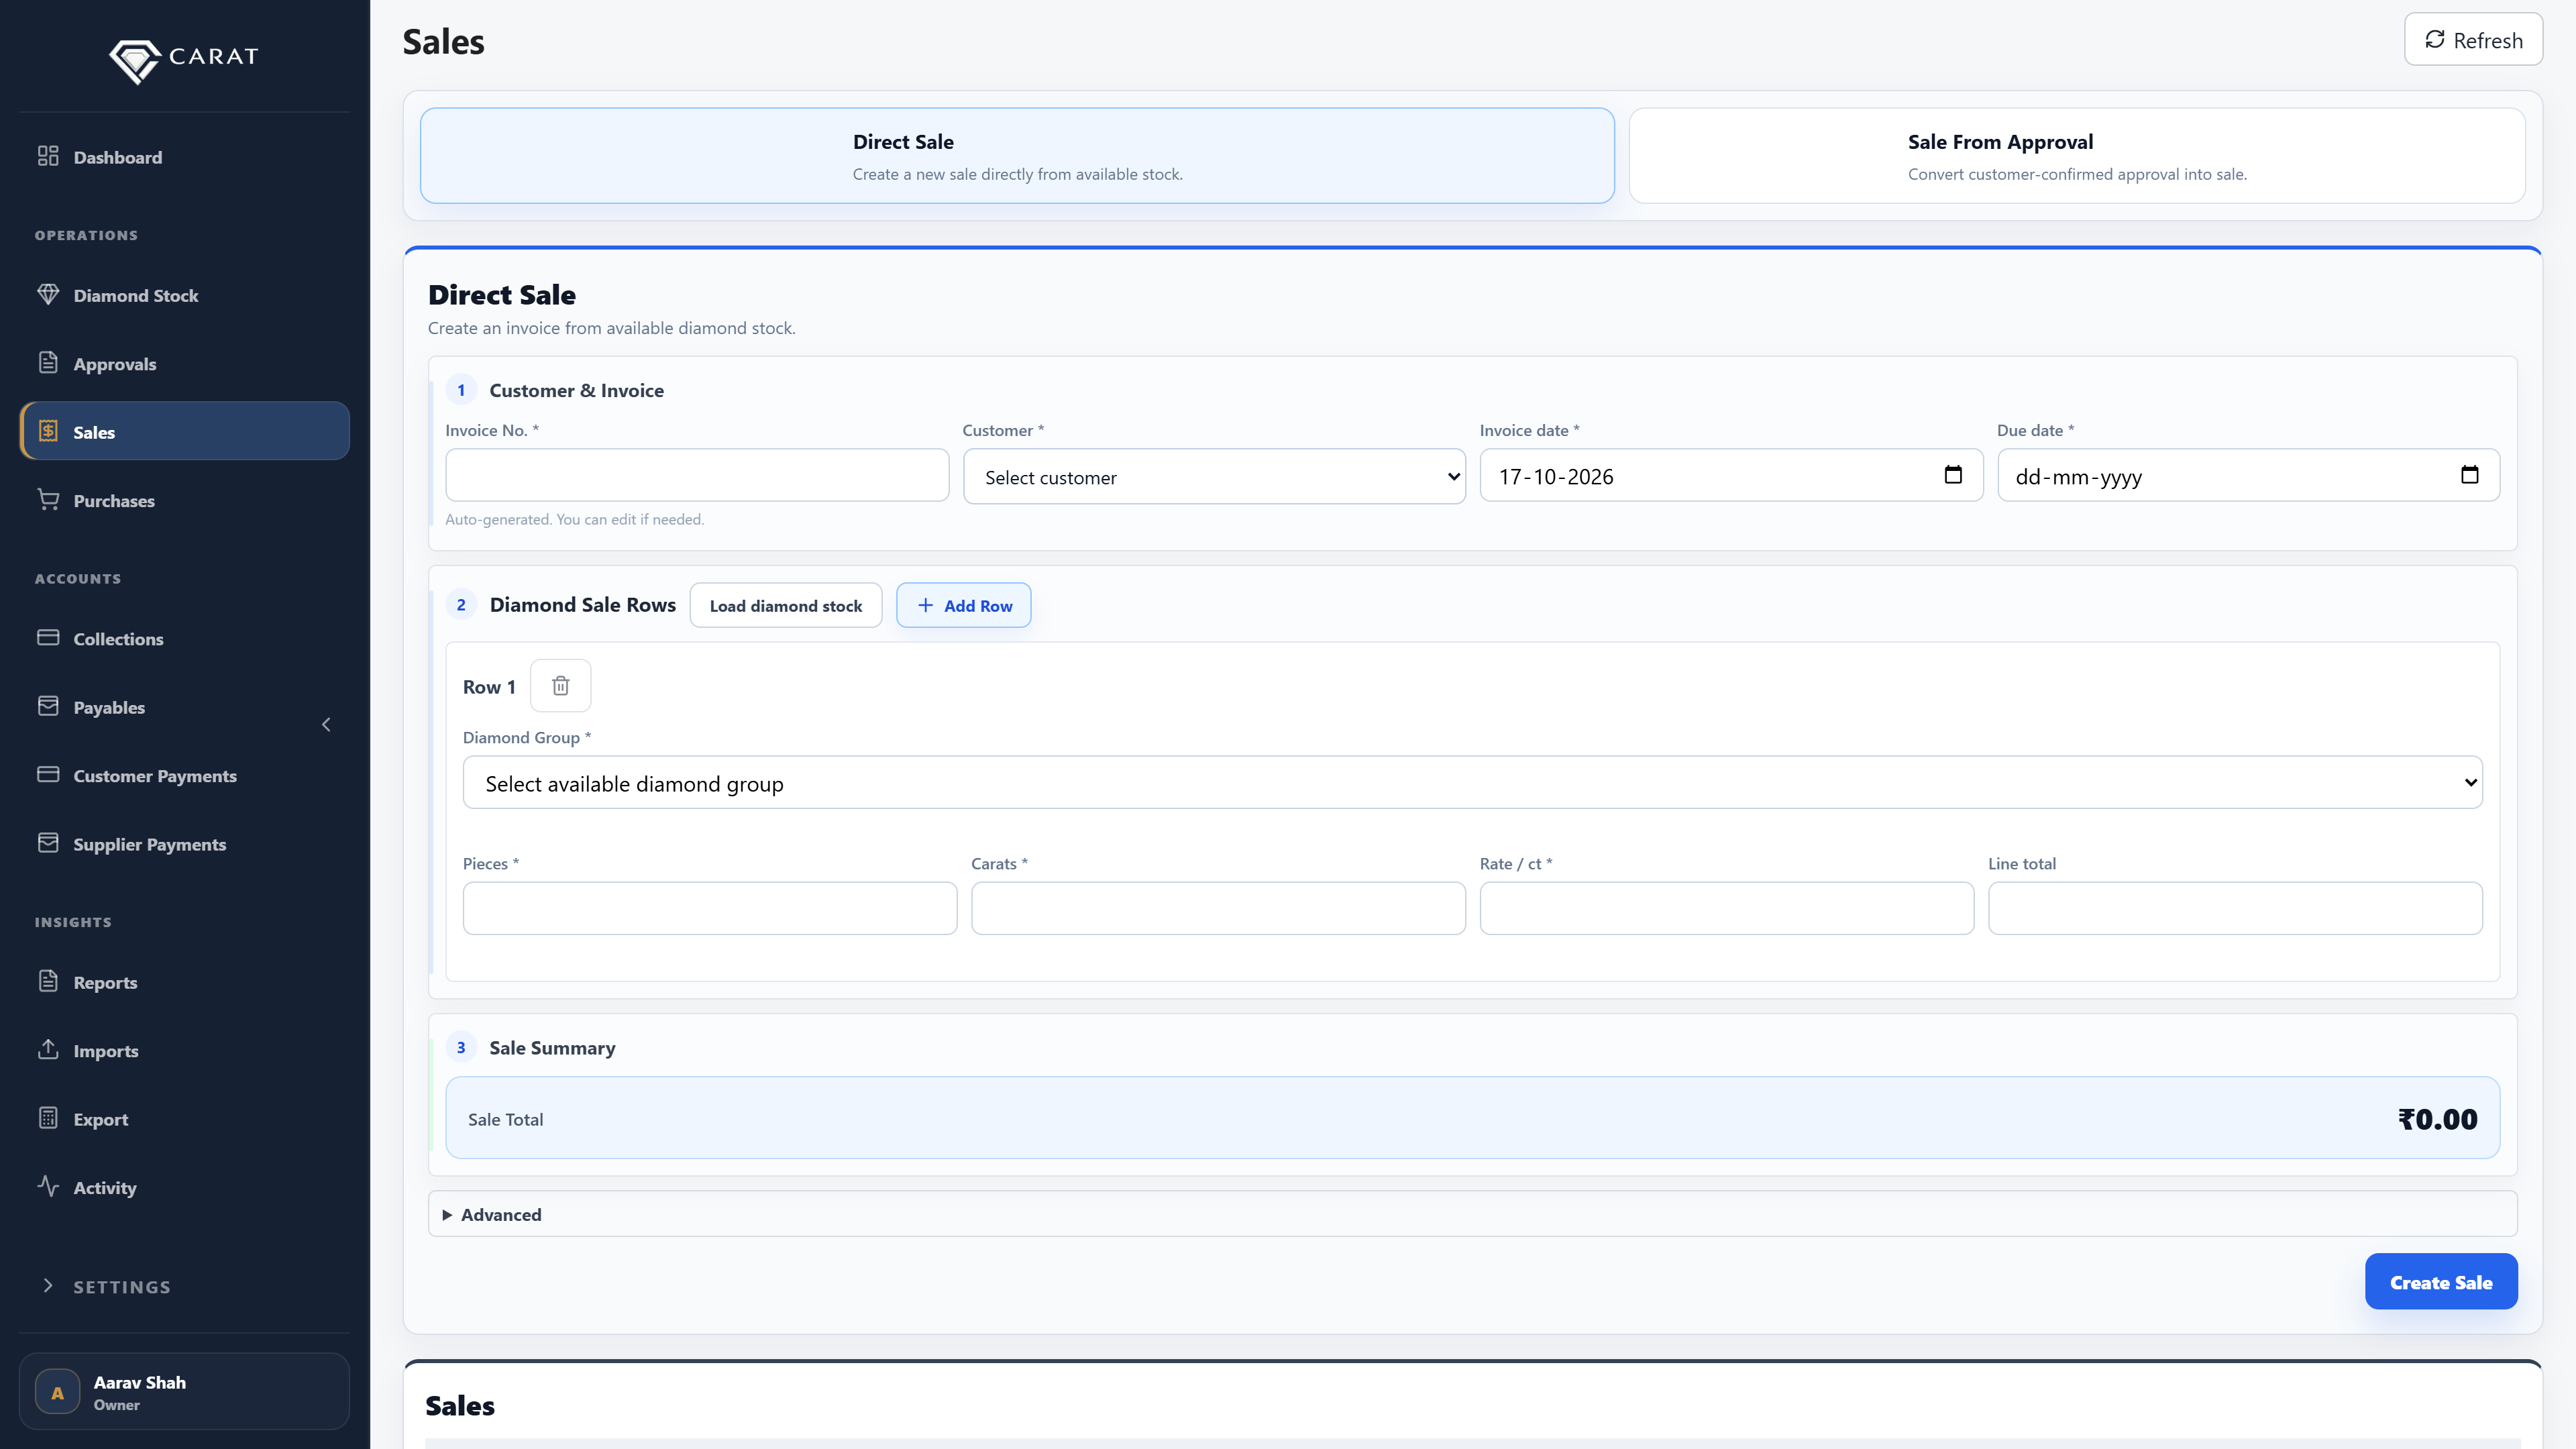 CARAT
Dashboard
OPERATIONS
Diamond Stock
Approvals
Sales
Purchases
ACCOUNTS
Collections
Payables
Customer Payments
Supplier Payments
INSIGHTS
Reports
Imports
Export
Activity
SETTINGS
A
Aarav Shah
Owner
Sales
Refresh
Direct Sale
Create a new sale directly from available stock.
Sale From Approval
Convert customer-confirmed approval into sale.
Direct Sale
Create an invoice from available diamond stock.
1 Customer & Invoice
Invoice No. * Customer * Invoice date * Due date *
Select customer 17-10-2026 dd-mm-yyyy
Auto-generated. You can edit if needed.
2 Diamond Sale Rows Load diamond stock + Add Row
Row 1
Diamond Group *
Select available diamond group
Pieces * Carats * Rate / ct * Line total
3 Sale Summary
Sale Total ₹0.00
Advanced
Create Sale
Sales